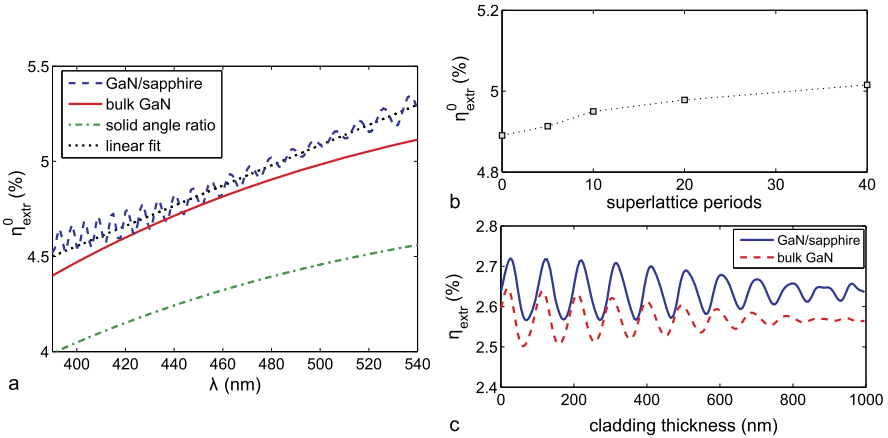 5.5
5
4.5
4
η⁰extr (%)
GaN/sapphire
bulk GaN
solid angle ratio
linear fit
400 420 440 460 480 500 520 540
λ (nm)
a
5.2
5
4.8
η⁰extr (%)
0 10 20 30 40
superlattice periods
b
2.8
2.7
2.6
2.5
2.4
ηextr (%)
GaN/sapphire
bulk GaN
0 200 400 600 800 1000
cladding thickness (nm)
c